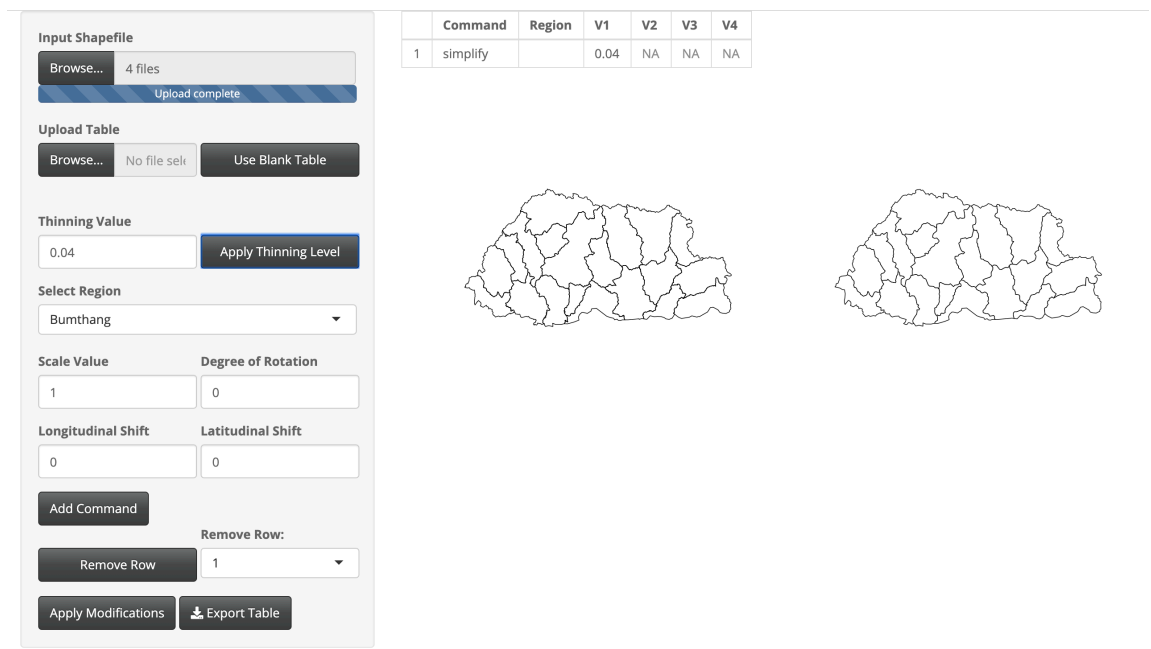 Input Shapefile
Browse... 4 files
Upload complete
Upload Table
Browse... No file sele Use Blank Table
Thinning Value
0.04 Apply Thinning Level
Select Region
Bumthang
Scale Value Degree of Rotation
1 0
Longitudinal Shift Latitudinal Shift
0 0
Add Command
Remove Row:
Remove Row 1
Apply Modifications Export Table
Command Region V1 V2 V3 V4
1 simplify 0.04 NA NA NA